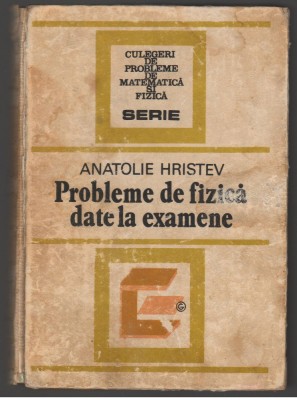 CULEGERI
DE
PROBLEME
DE
MATEMATICĂ
ŞI
FIZICĂ
SERIE
ANATOLIE HRISTEV
Probleme de fizică
date la examene
©